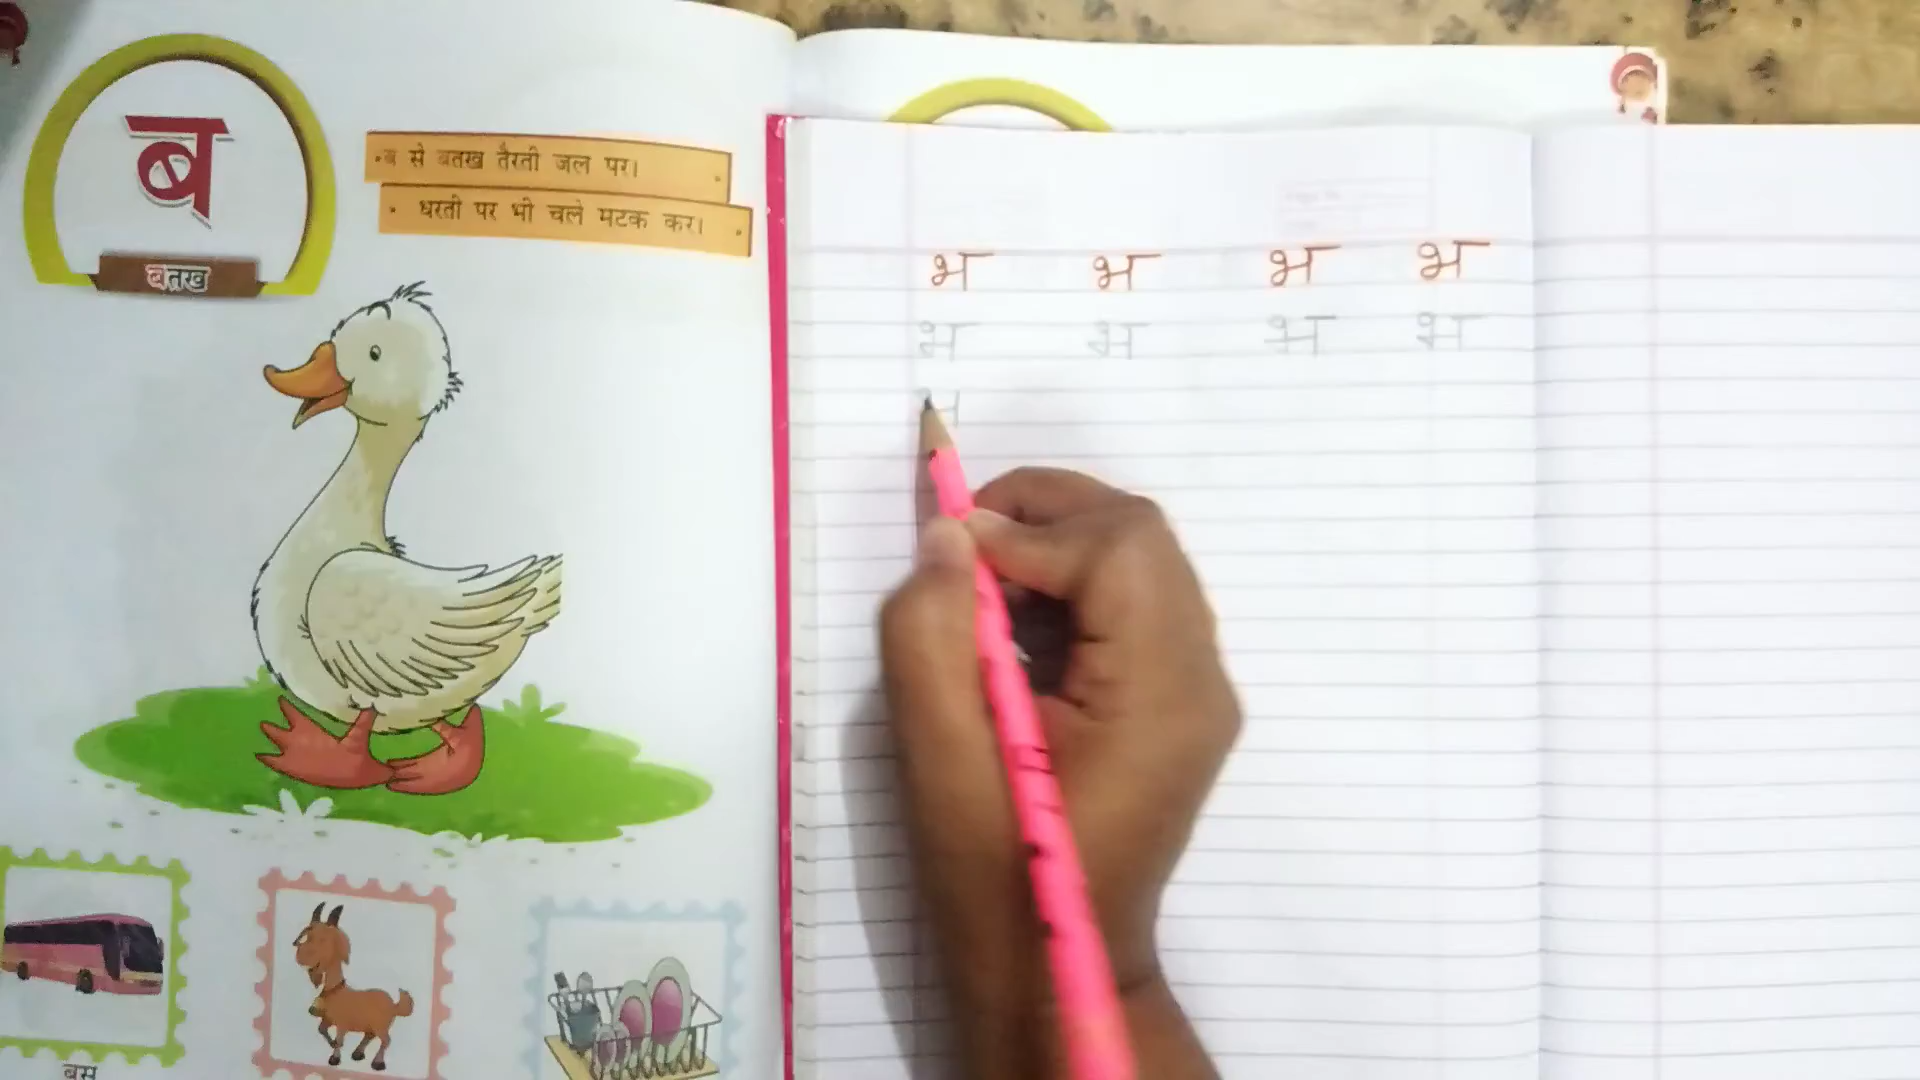 ब
ब से बतख तैरती जल पर।
धरती पर भी चले मटक कर।
बतख
बस
भ भ भ भ
भ भ भ भ